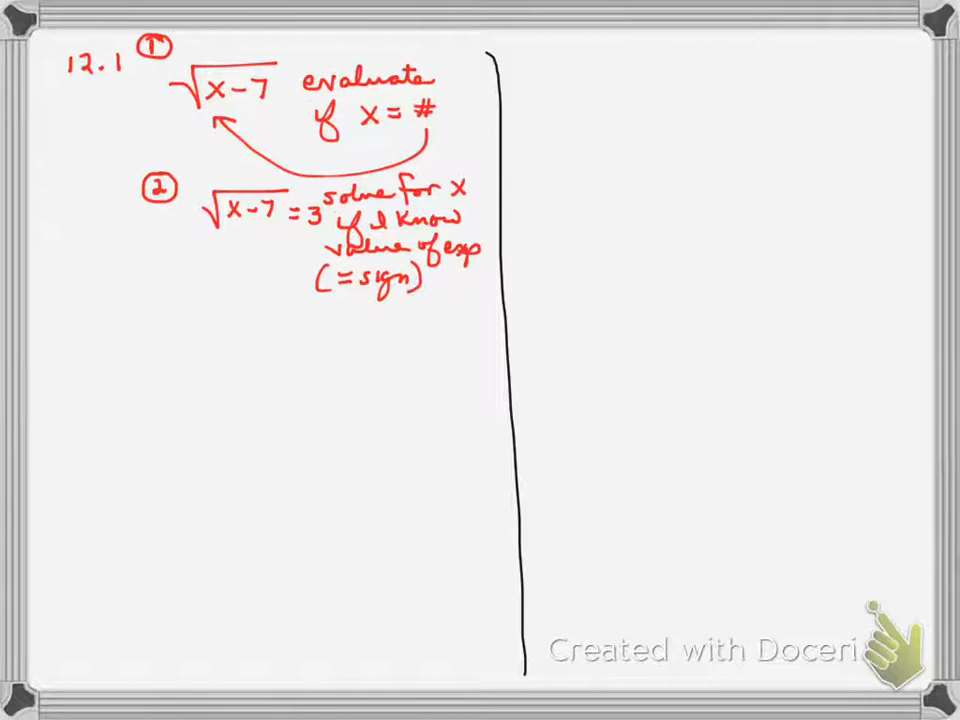 12.1 ①
√x-7 evaluate
if x = #
② √x-7 = 3 solve for x
if I know
value of exp
(= sign)
Created with Doceri